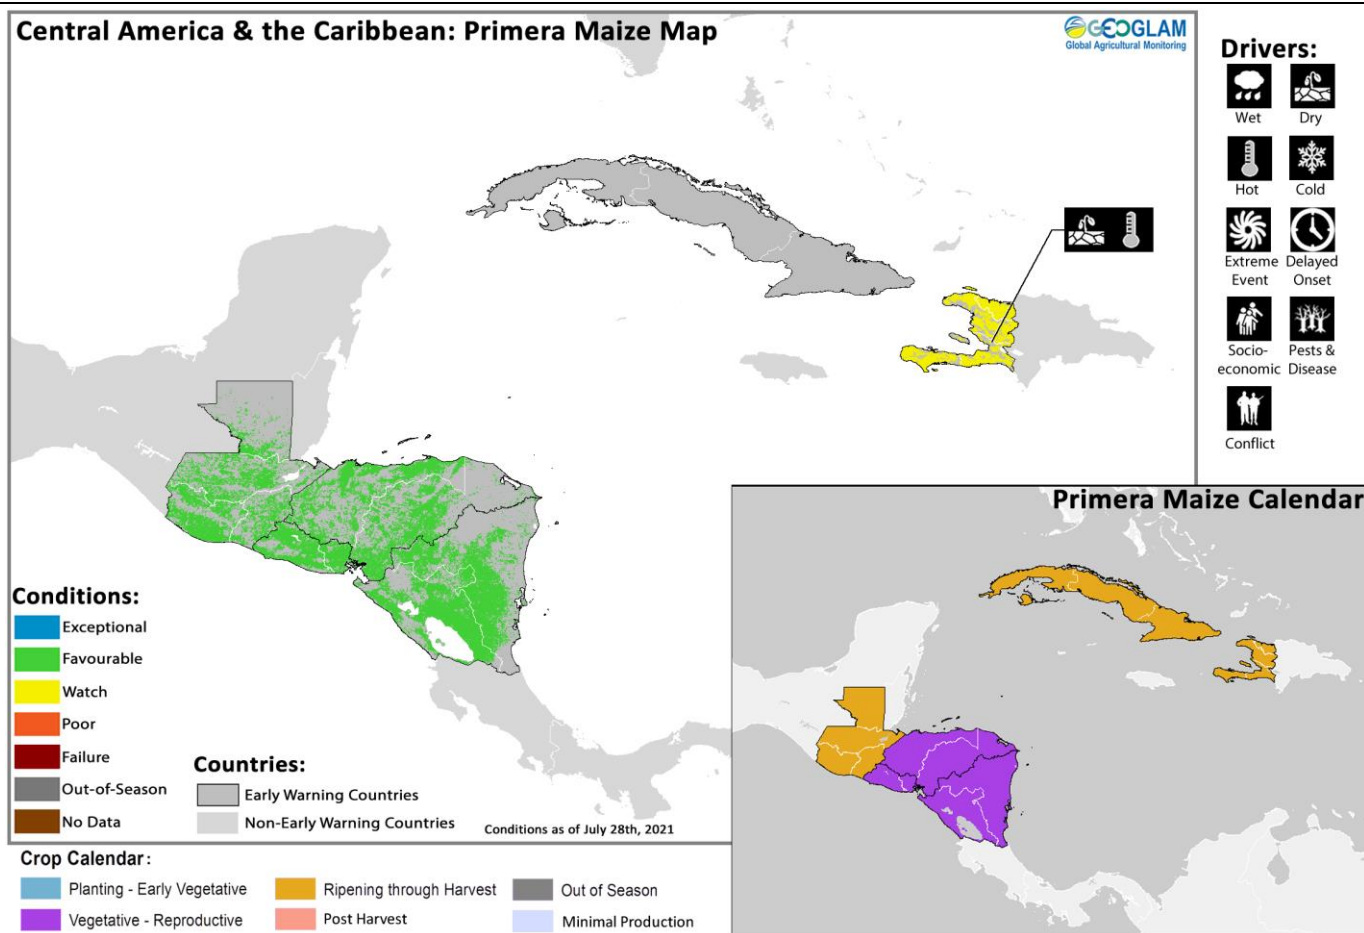 Central America & the Caribbean: Primera Maize Map
GEOGLAM
Global Agricultural Monitoring
Drivers:
Wet
Dry
Hot
Cold
Extreme
Event
Delayed
Onset
Socio-
economic
Pests &
Disease
Conflict
Primera Maize Calendar
Conditions:
Exceptional
Favourable
Watch
Poor
Failure
Out-of-Season
No Data
Countries:
Early Warning Countries
Non-Early Warning Countries
Conditions as of July 28th, 2021
Crop Calendar:
Planting - Early Vegetative
Ripening through Harvest
Out of Season
Vegetative - Reproductive
Post Harvest
Minimal Production